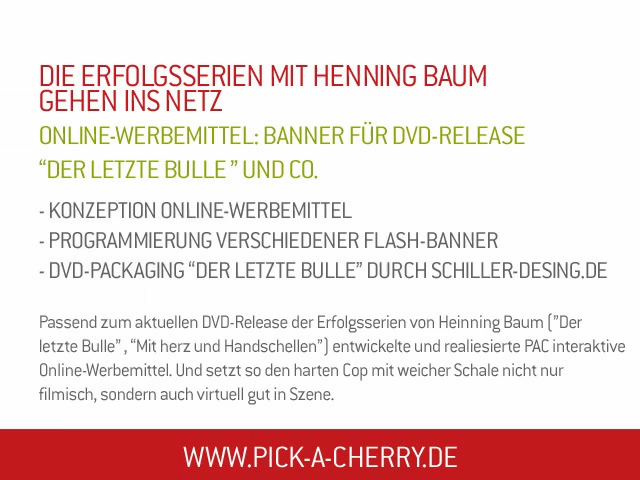 DIE ERFOLGSSERIEN MIT HENNING BAUM
GEHEN INS NETZ
ONLINE-WERBEMITTEL: BANNER FÜR DVD-RELEASE
“DER LETZTE BULLE ” UND CO.
- KONZEPTION ONLINE-WERBEMITTEL
- PROGRAMMIERUNG VERSCHIEDENER FLASH-BANNER
- DVD-PACKAGING “DER LETZTE BULLE” DURCH SCHILLER-DESING.DE
Passend zum aktuellen DVD-Release der Erfolgsserien von Heinning Baum (”Der
letzte Bulle” , “Mit herz und Handschellen”) entwickelte und realiesierte PAC interaktive
Online-Werbemittel. Und setzt so den harten Cop mit weicher Schale nicht nur
filmisch, sondern auch virtuell gut in Szene.
WWW.PICK-A-CHERRY.DE